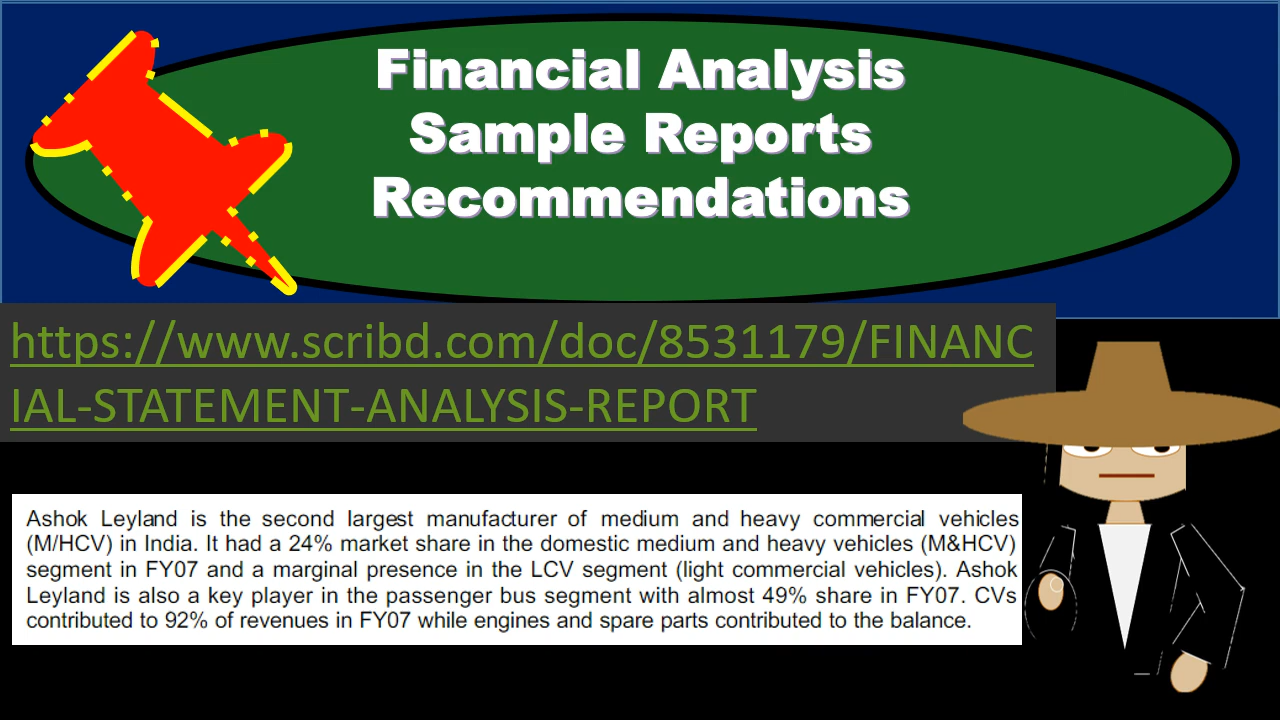 Financial Analysis
Sample Reports
Recommendations
https://www.scribd.com/doc/8531179/FINANC
IAL-STATEMENT-ANALYSIS-REPORT
Ashok Leyland is the second largest manufacturer of medium and heavy commercial vehicles
(M/HCV) in India. It had a 24% market share in the domestic medium and heavy vehicles (M&HCV)
segment in FY07 and a marginal presence in the LCV segment (light commercial vehicles). Ashok
Leyland is also a key player in the passenger bus segment with almost 49% share in FY07. CVs
contributed to 92% of revenues in FY07 while engines and spare parts contributed to the balance.